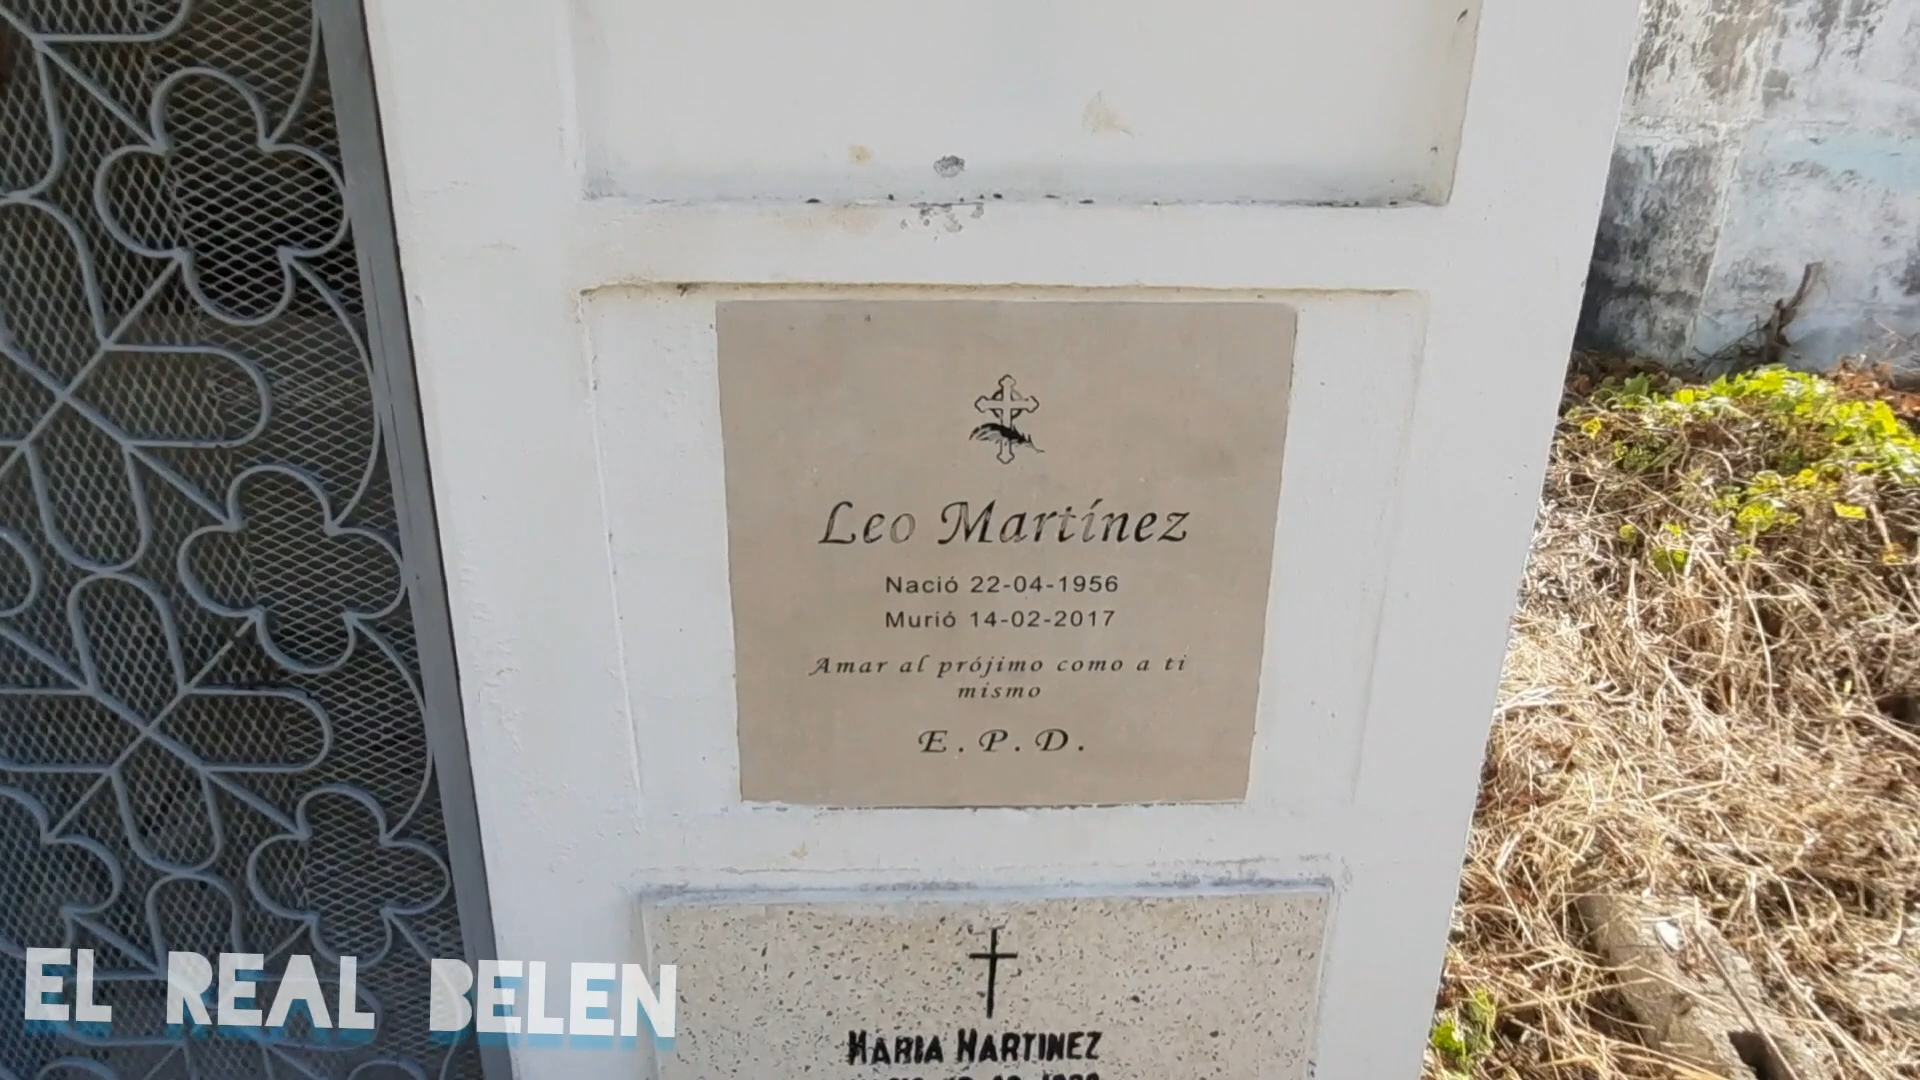 Leo Martínez
Nació 22-04-1956
Murió 14-02-2017
Amar al prójimo como a ti
mismo
E.P.D.
MARIA MARTINEZ
EL REAL BELEN